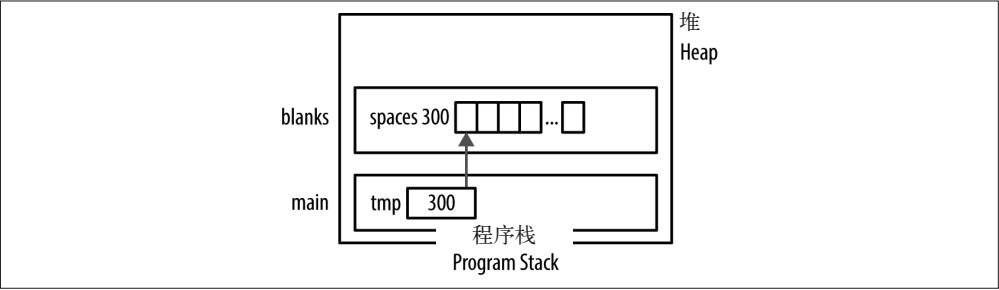 堆
Heap
blanks
spaces 300
...
main
tmp
300
程序栈
Program Stack